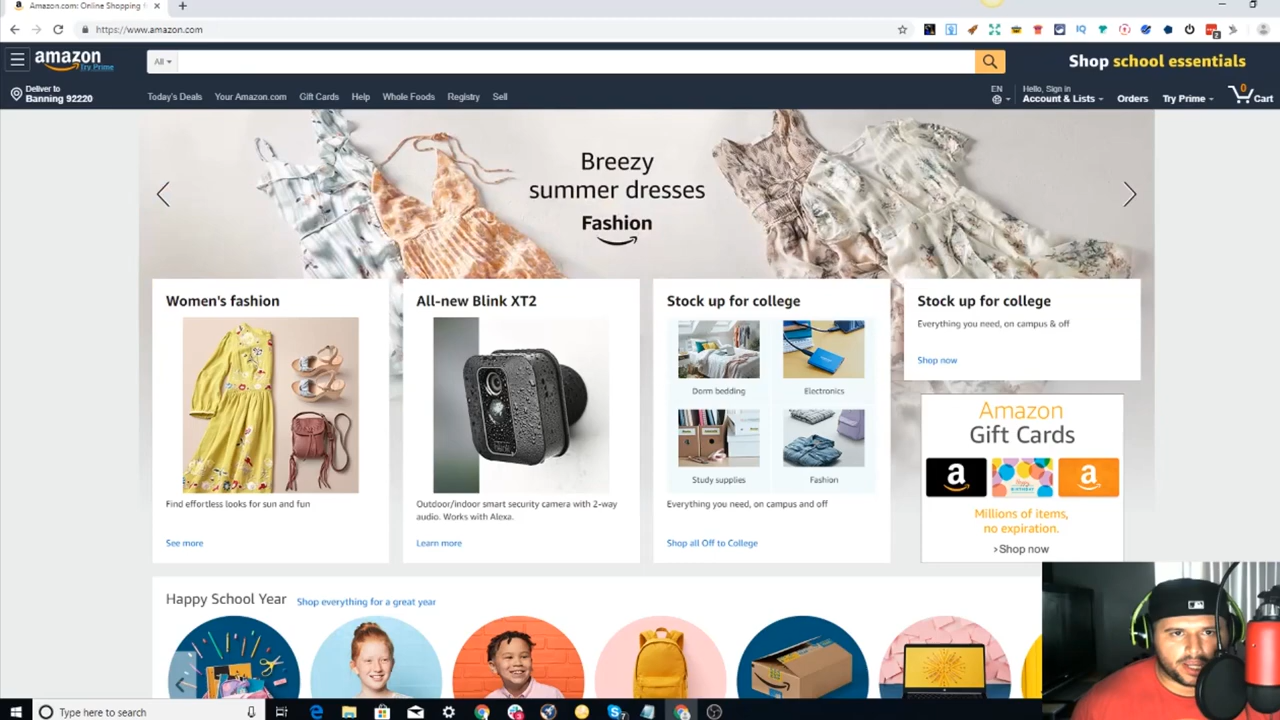 Amazon.com: Online Shopping f
https://www.amazon.com
amazon
Try Prime
All
Shop school essentials
Deliver to
Banning 92220
Today's Deals
Your Amazon.com
Gift Cards
Help
Whole Foods
Registry
Sell
EN
Hello, Sign in
Account & Lists
Orders
Try Prime
0
Cart
Breezy
summer dresses
Fashion
Women's fashion
Find effortless looks for sun and fun
See more
All-new Blink XT2
Outdoor/indoor smart security camera with 2-way
audio. Works with Alexa.
Learn more
Stock up for college
Dorm bedding
Electronics
Study supplies
Fashion
Everything you need, on campus and off
Shop all Off to College
Stock up for college
Everything you need, on campus & off
Shop now
Amazon
Gift Cards
a
a
Millions of items,
no expiration.
› Shop now
Happy School Year
Shop everything for a great year
Type here to search